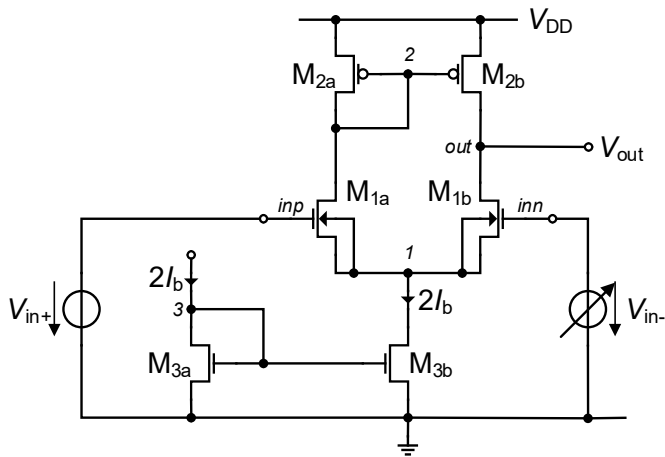 V_DD
2
M_2a
M_2b
out
V_out
M_1a
M_1b
inp
inn
1
2I_b
2I_b
3
V_in+
V_in-
M_3a
M_3b